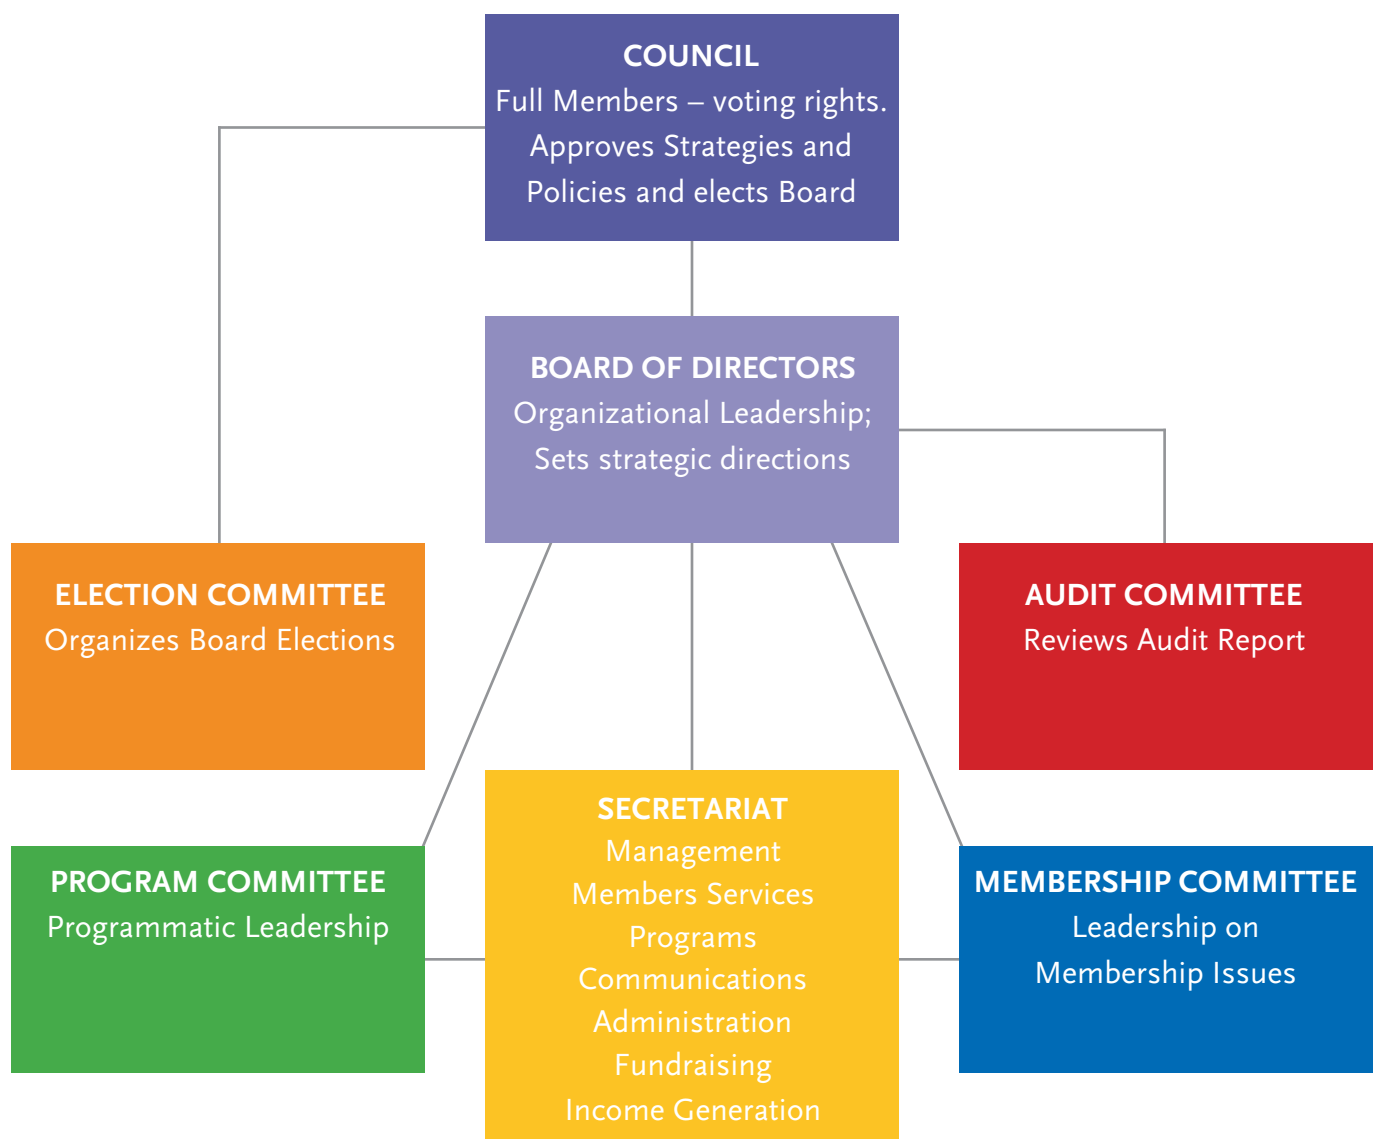 COUNCIL
Full Members – voting rights.
Approves Strategies and
Policies and elects Board
BOARD OF DIRECTORS
Organizational Leadership;
Sets strategic directions
ELECTION COMMITTEE
Organizes Board Elections
AUDIT COMMITTEE
Reviews Audit Report
PROGRAM COMMITTEE
Programmatic Leadership
SECRETARIAT
Management
Members Services
Programs
Communications
Administration
Fundraising
Income Generation
MEMBERSHIP COMMITTEE
Leadership on
Membership Issues